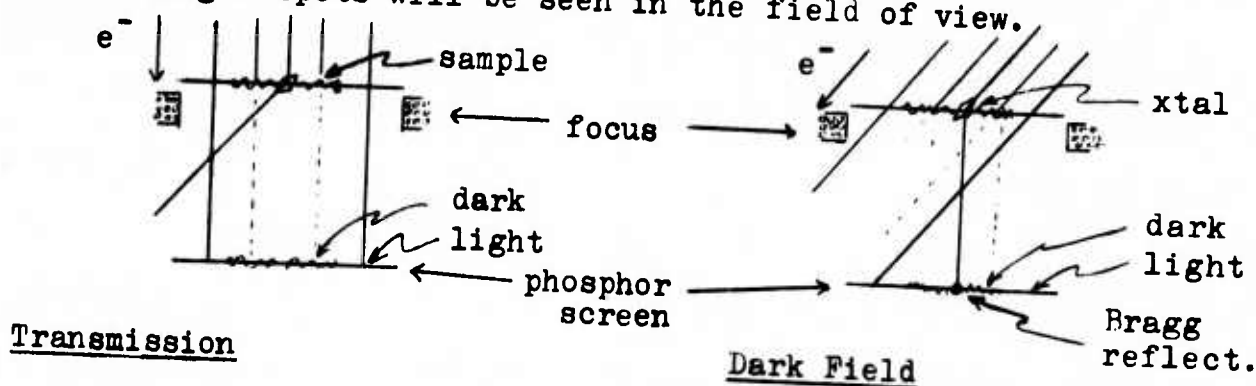 spots will be seen in the field of view.
e⁻
sample
focus
dark
light
phosphor
screen
Transmission
e⁻
xtal
dark
light
Bragg
reflect.
Dark Field